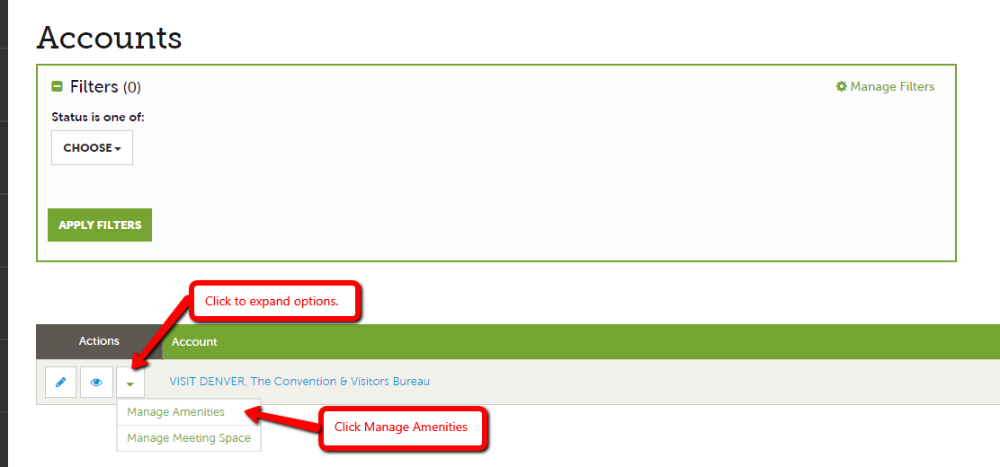 Accounts
Filters (0)
Manage Filters
Status is one of:
CHOOSE
APPLY FILTERS
Click to expand options.
Actions
Account
VISIT DENVER, The Convention & Visitors Bureau
Manage Amenities
Click Manage Amenities
Manage Meeting Space